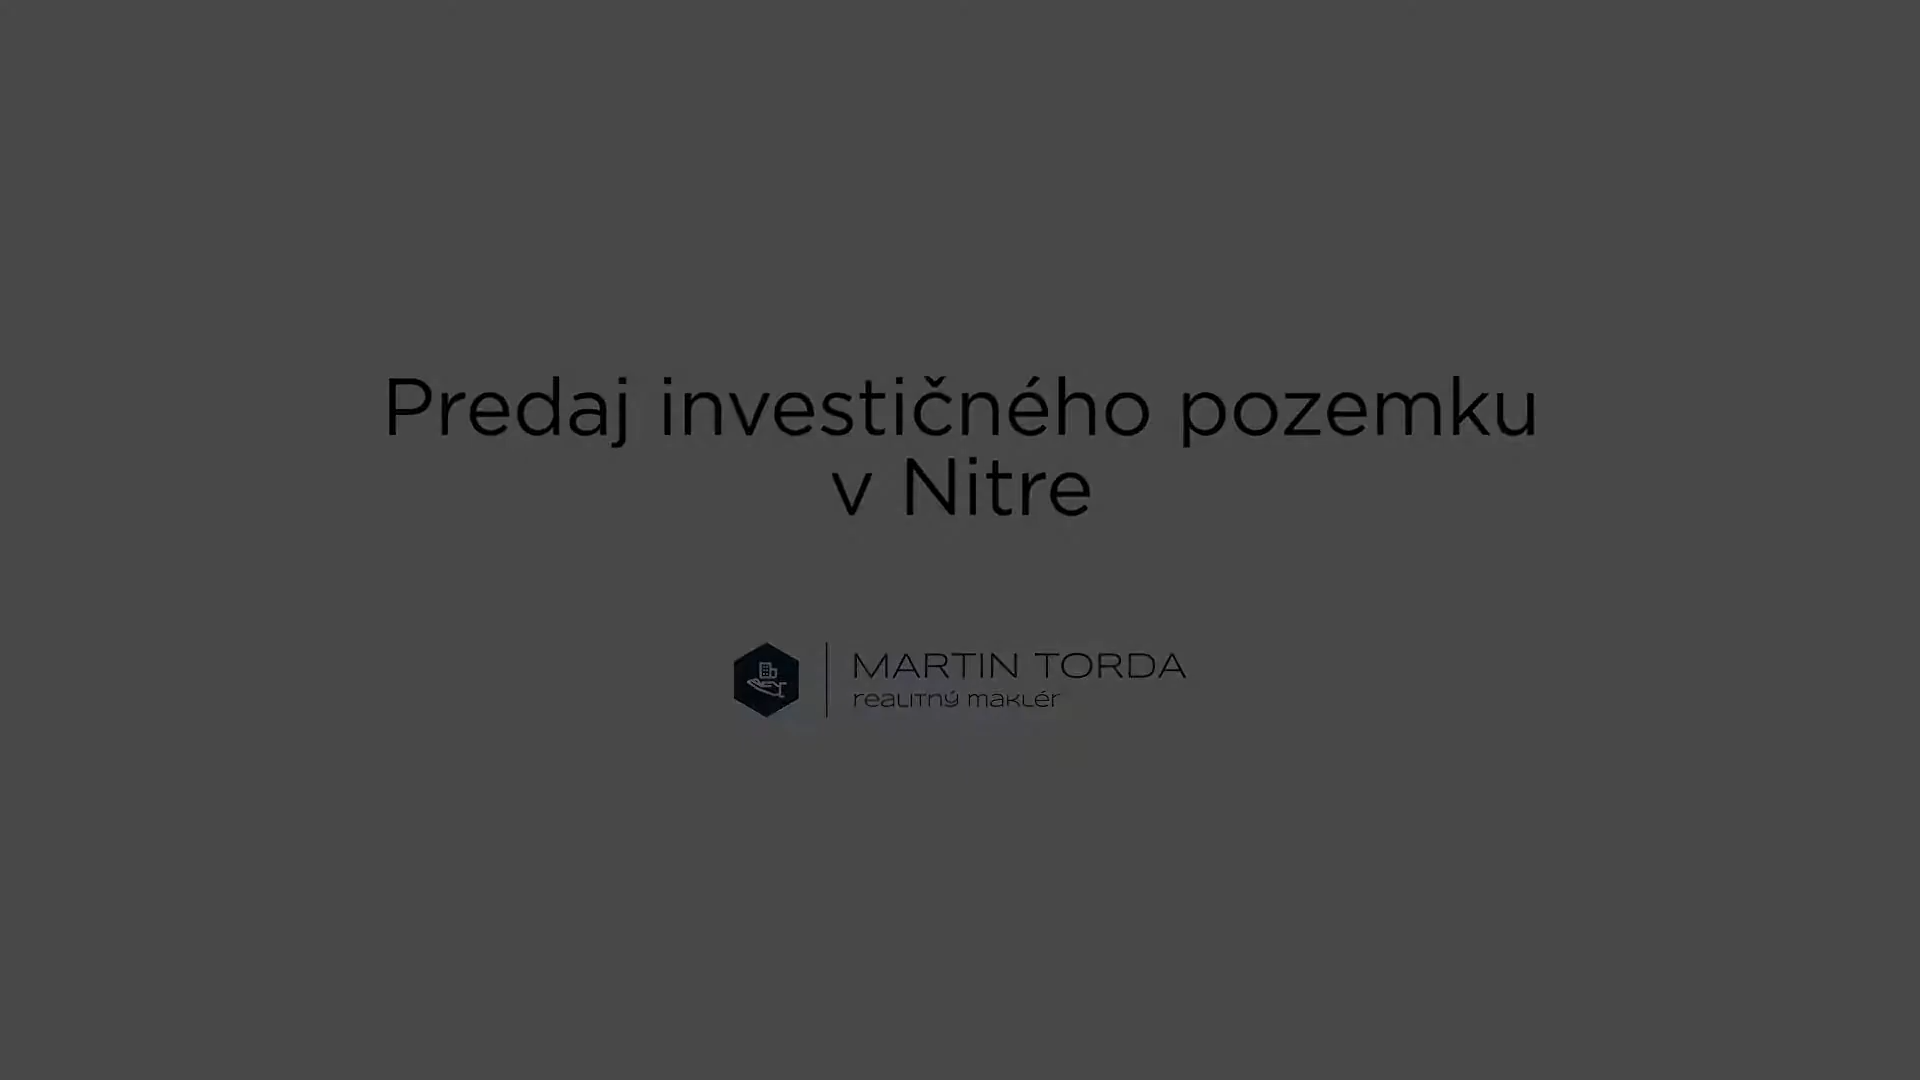 Predaj investičného pozemku
v Nitre
MARTIN TORDA
realitný maklér